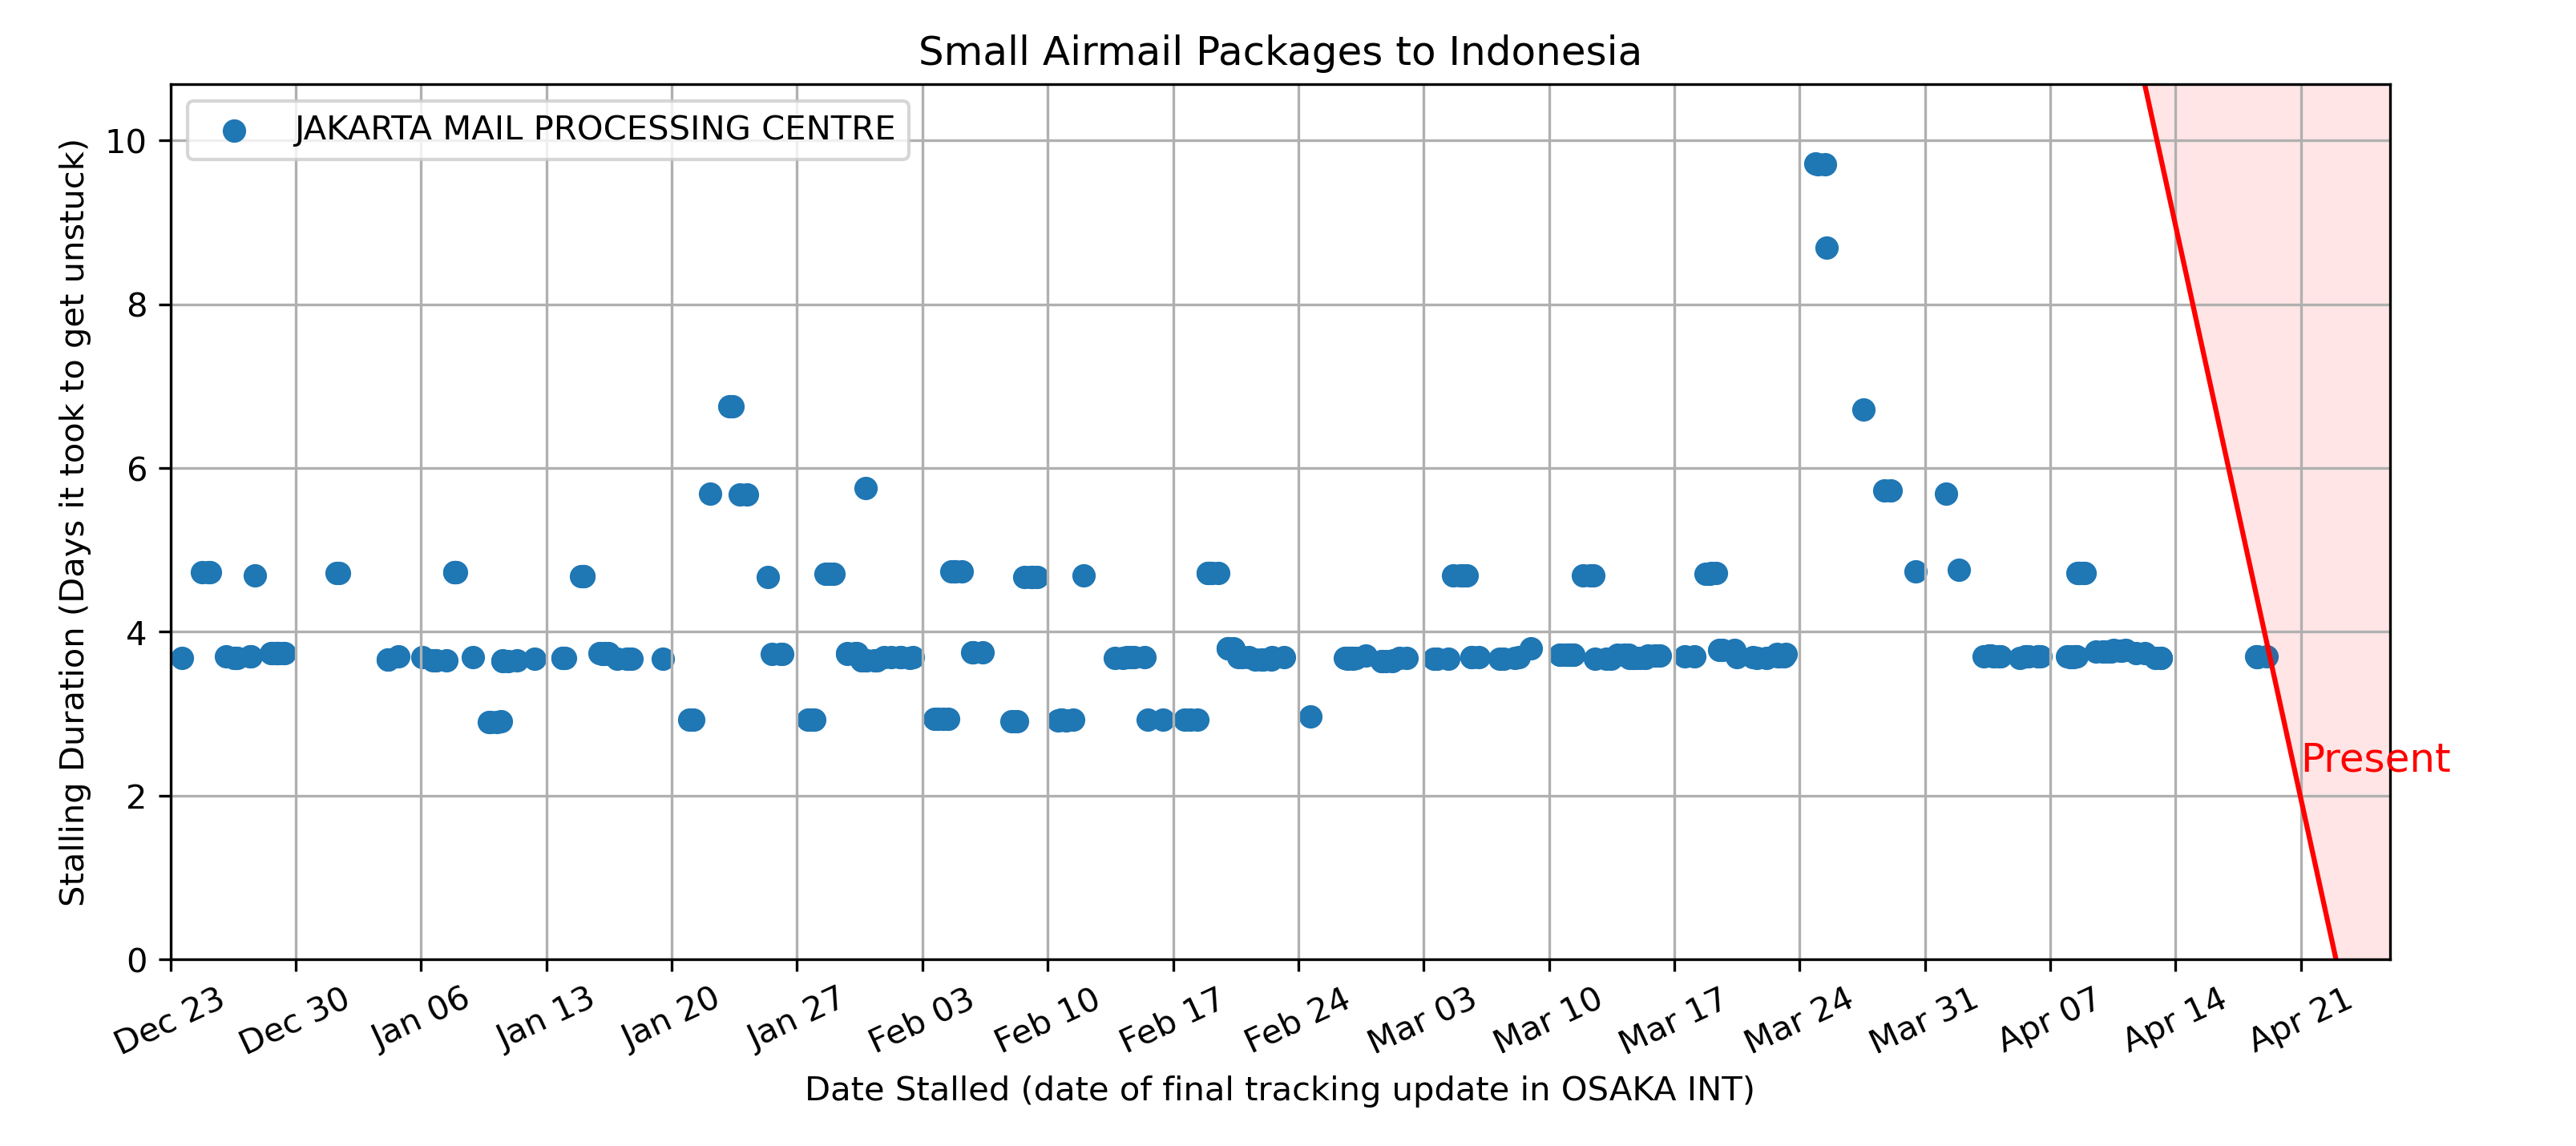 Small Airmail Packages to Indonesia
JAKARTA MAIL PROCESSING CENTRE
Stalling Duration (Days it took to get unstuck)
10
8
6
4
2
0
Present
Dec 23
Dec 30
Jan 06
Jan 13
Jan 20
Jan 27
Feb 03
Feb 10
Feb 17
Feb 24
Mar 03
Mar 10
Mar 17
Mar 24
Mar 31
Apr 07
Apr 14
Apr 21
Date Stalled (date of final tracking update in OSAKA INT)